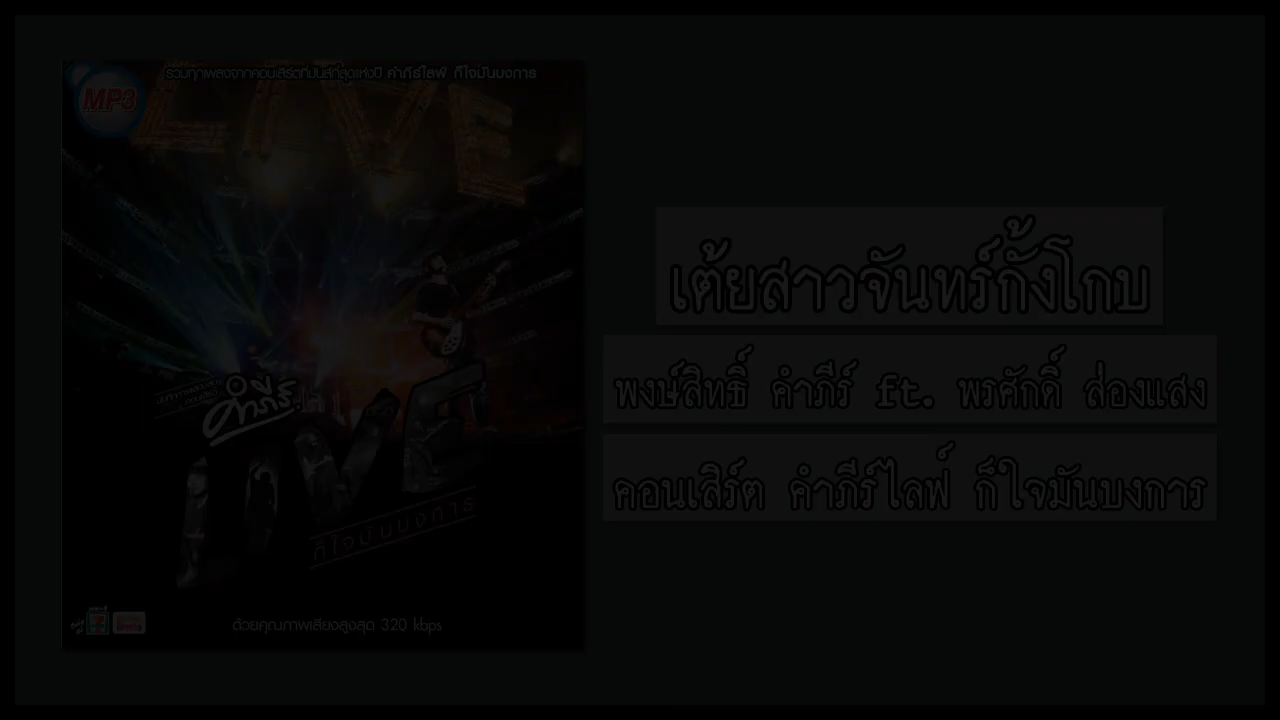 รวมทุกเพลงจากคอนเสิร์ตที่มันส์ที่สุดแห่งปี คำภีร์ไลฟ์ ก็ใจมันบงการ
MP3
LIVE
คำภีร์
LIVE
ก็ใจมันบงการ
ด้วยคุณภาพเสียงสูงสุด 320 kbps
เต้ยสาวจันทร์กั้งโกบ
พงษ์สิทธิ์ คำภีร์ ft. พรศักดิ์ ส่องแสง
คอนเสิร์ต คำภีร์ไลฟ์ ก็ใจมันบงการ